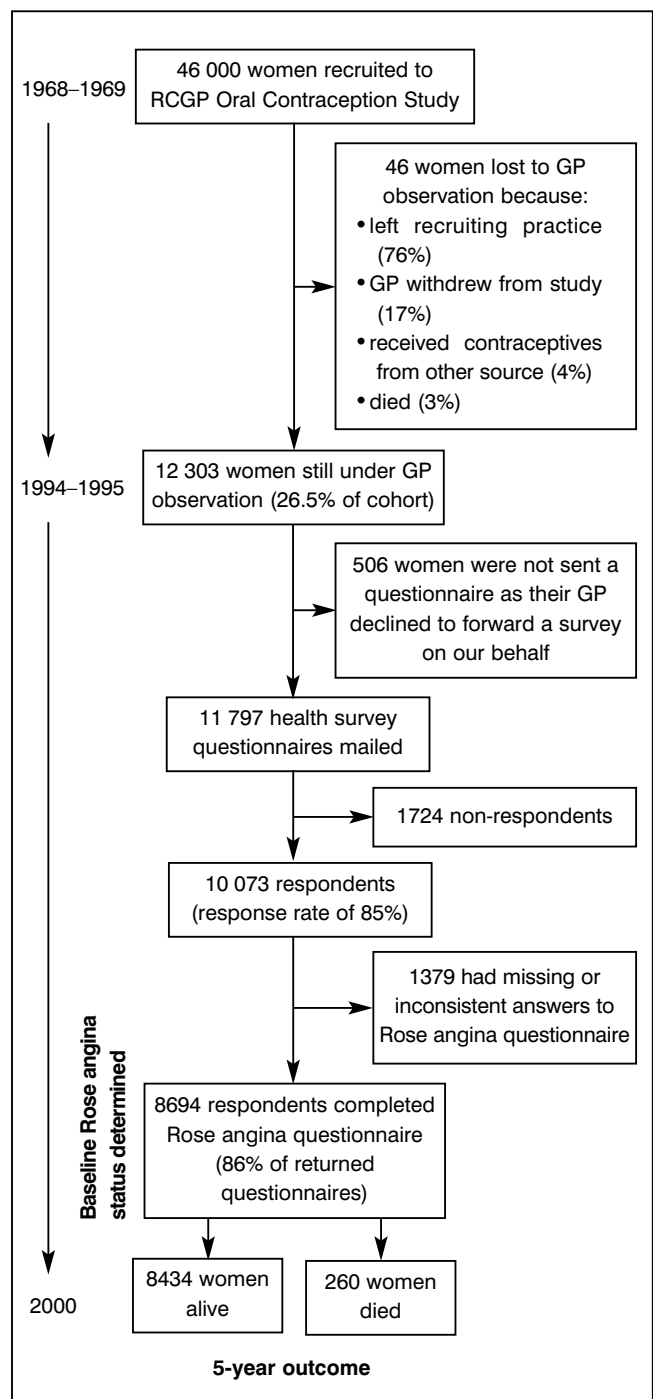 1968–1969
46 000 women recruited to
RCGP Oral Contraception Study
46 women lost to GP
observation because:
• left recruiting practice
(76%)
• GP withdrew from study
(17%)
• received contraceptives
from other source (4%)
• died (3%)
1994–1995
12 303 women still under GP
observation (26.5% of cohort)
506 women were not sent a
questionnaire as their GP
declined to forward a survey
on our behalf
11 797 health survey
questionnaires mailed
1724 non-respondents
10 073 respondents
(response rate of 85%)
1379 had missing or
inconsistent answers to
Rose angina questionnaire
Baseline Rose angina
status determined
8694 respondents completed
Rose angina questionnaire
(86% of returned
questionnaires)
2000
8434 women
alive
260 women
died
5-year outcome